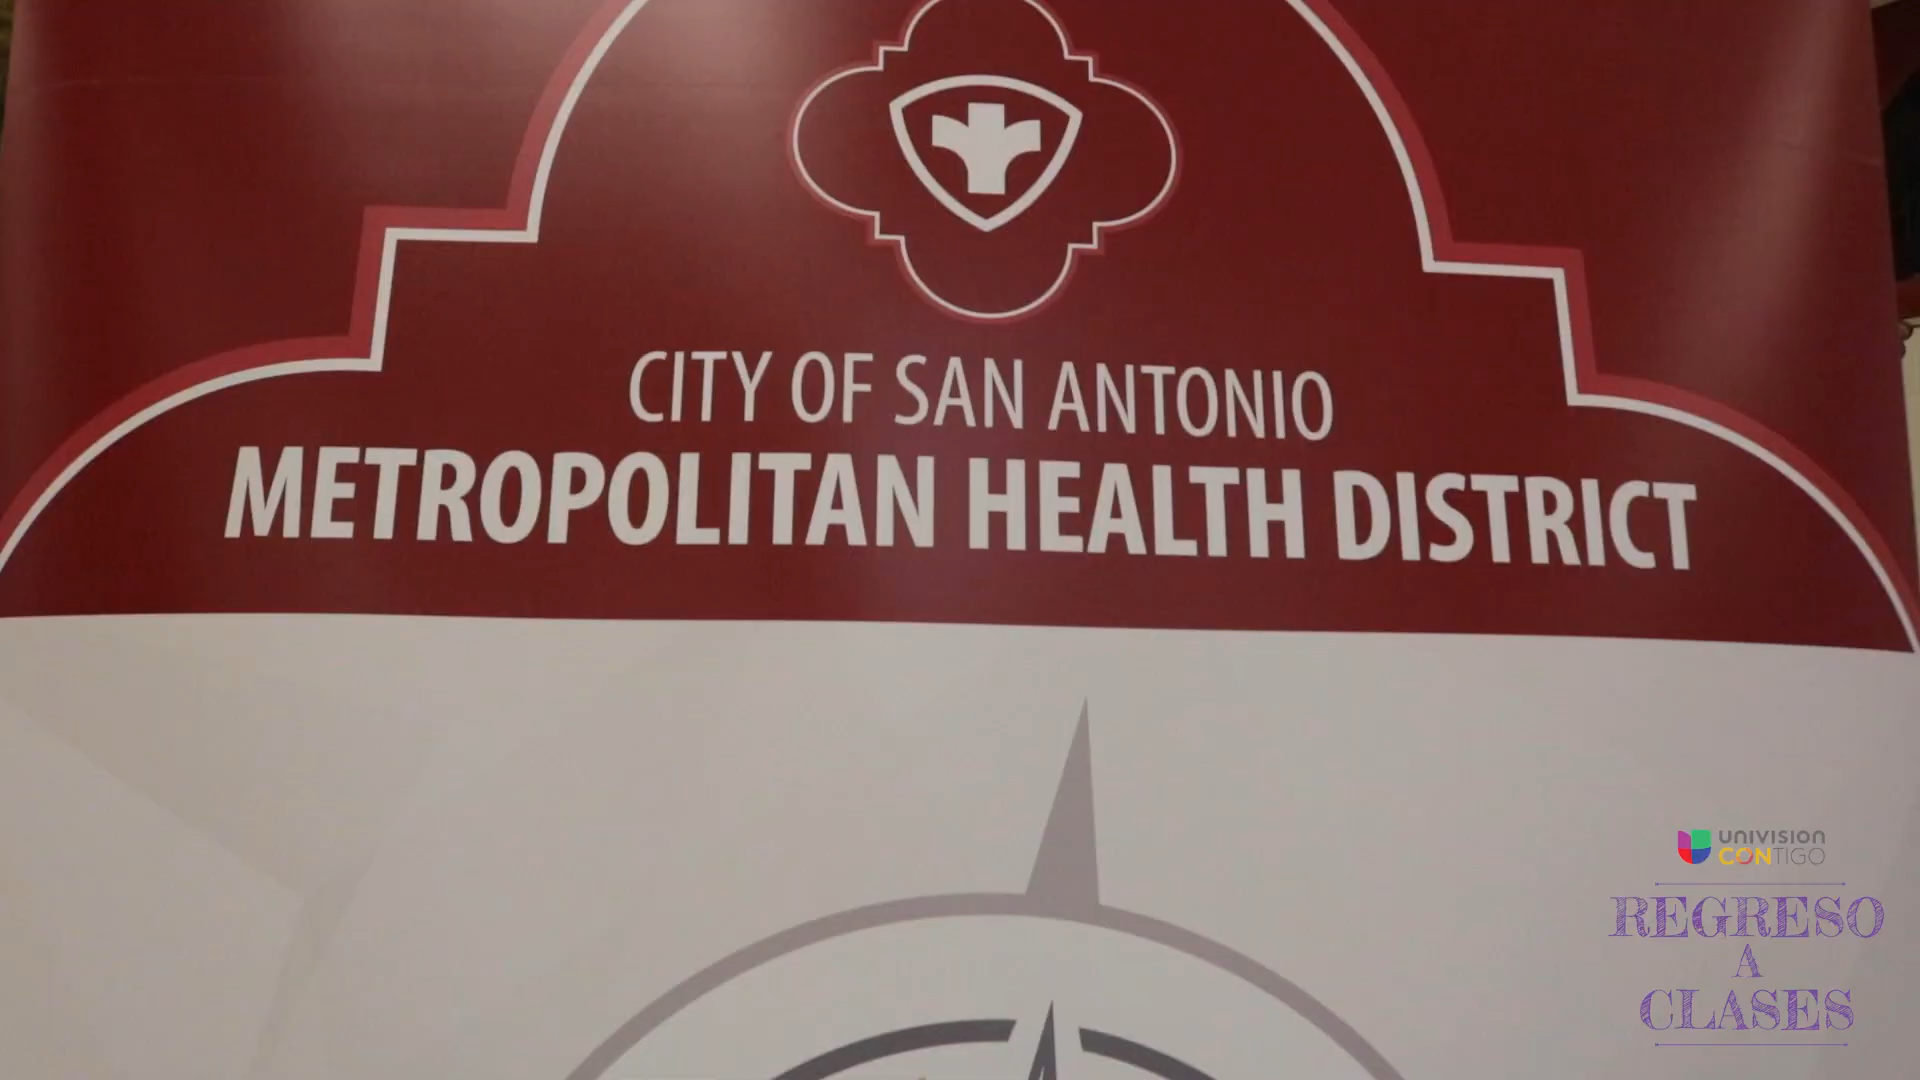 CITY OF SAN ANTONIO
METROPOLITAN HEALTH DISTRICT
UNIVISION
CONTIGO
REGRESO
A
CLASES